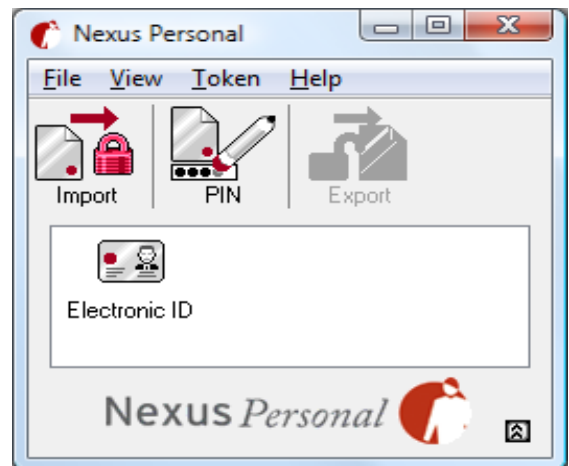 Nexus Personal
File View Token Help
Import PIN Export
Electronic ID
Nexus Personal